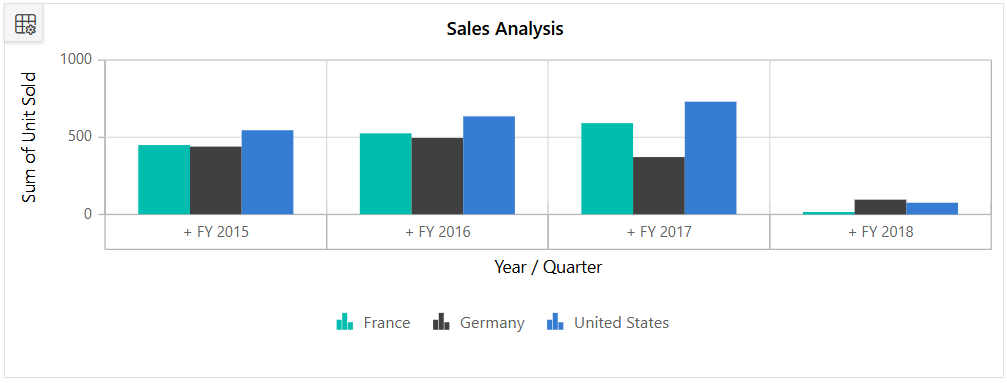 Sales Analysis
1000
500
0
Sum of Unit Sold
+ FY 2015 + FY 2016 + FY 2017 + FY 2018
Year / Quarter
France Germany United States